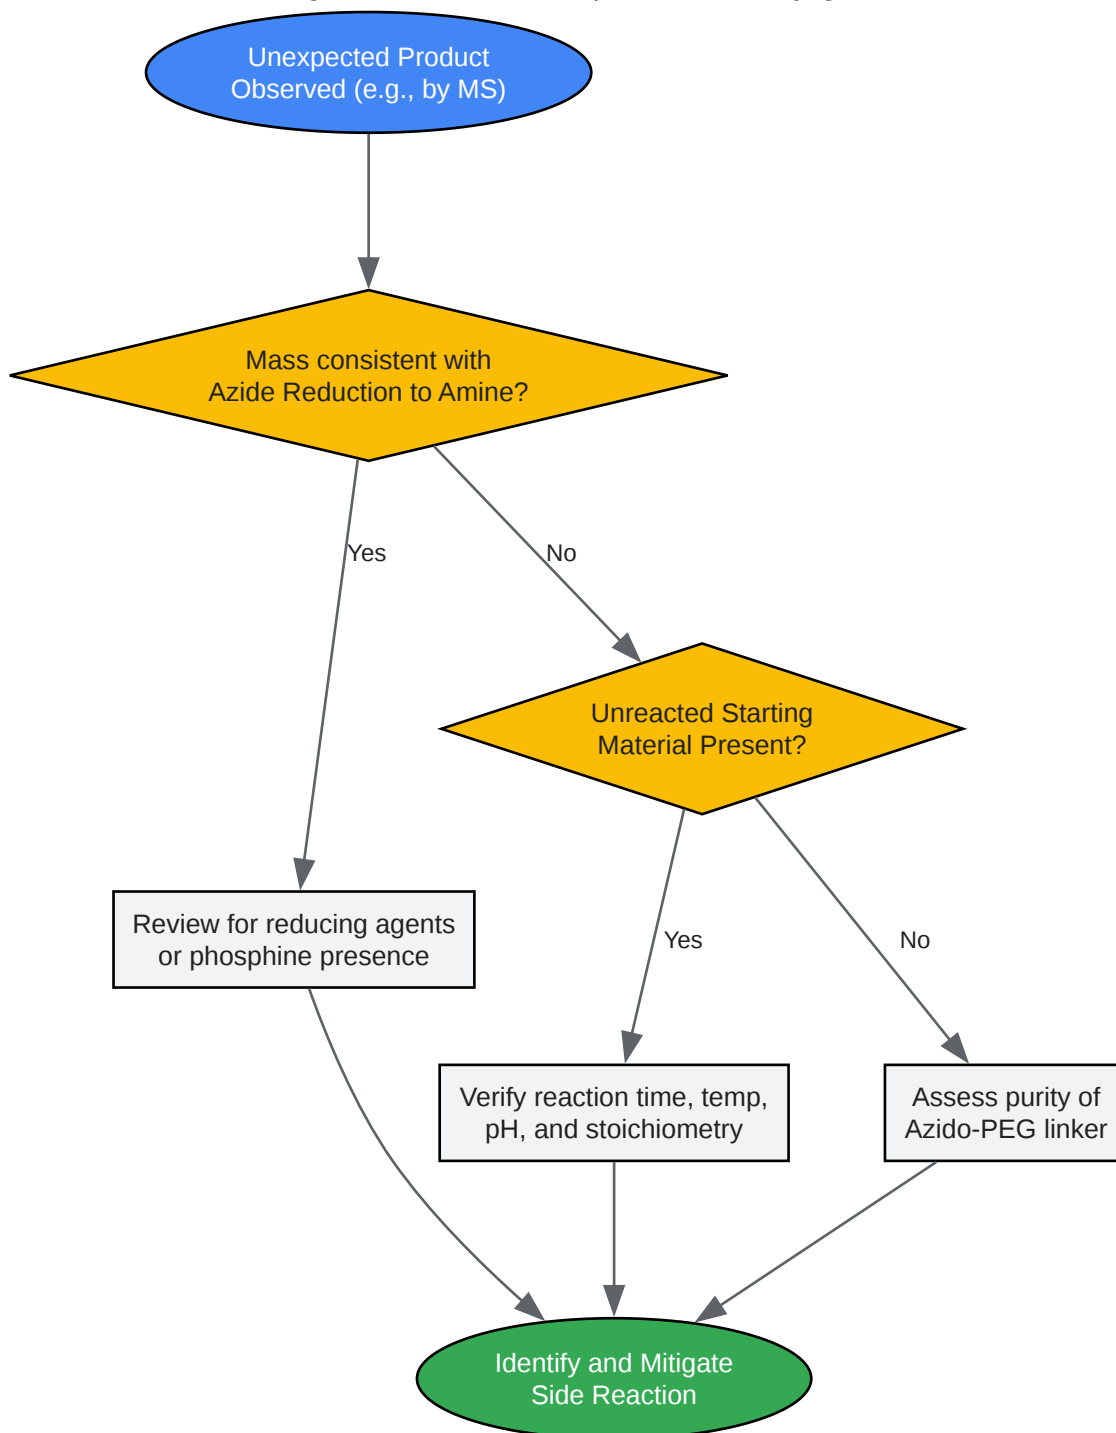 Unexpected Product
Observed (e.g., by MS)
Mass consistent with
Azide Reduction to Amine?
Yes
No
Unreacted Starting
Material Present?
Review for reducing agents
or phosphine presence
Yes
No
Verify reaction time, temp,
pH, and stoichiometry
Assess purity of
Azido-PEG linker
Identify and Mitigate
Side Reaction